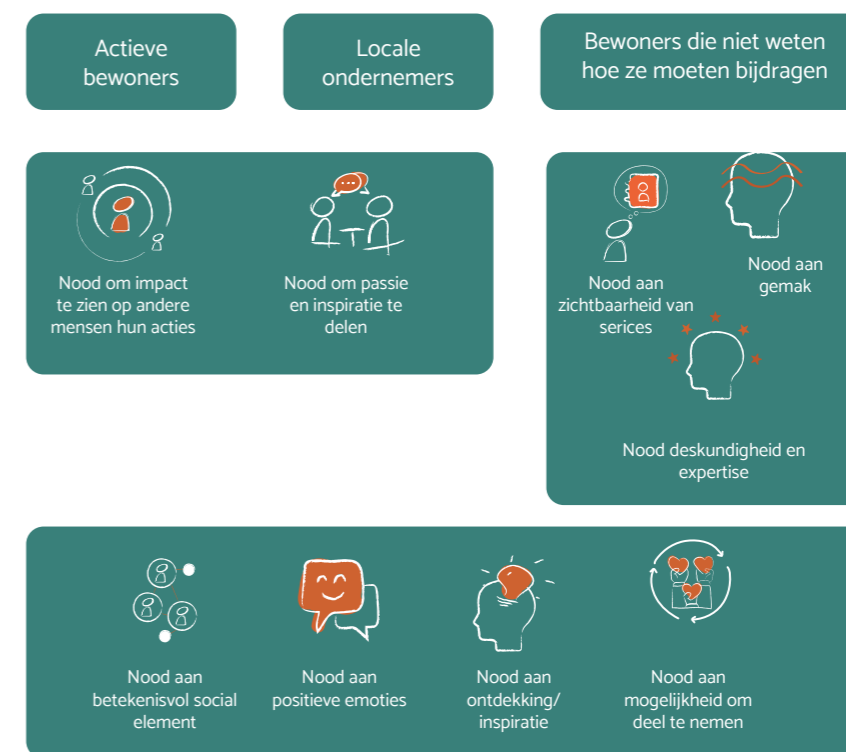 Actieve
bewoners
Locale
ondernemers
Bewoners die niet weten
hoe ze moeten bijdragen
Nood om impact
te zien op andere
mensen hun acties
Nood om passie
en inspiratie te
delen
DO
Nood aan
zichtbaarheid van
serices
Nood aan
gemak
Nood deskundigheid en
expertise
Nood aan
betekenisvol social
element
Nood aan
positieve emoties
Nood aan
ontdekking/
inspiratie
Nood aan
mogelijkheid om
deel te nemen